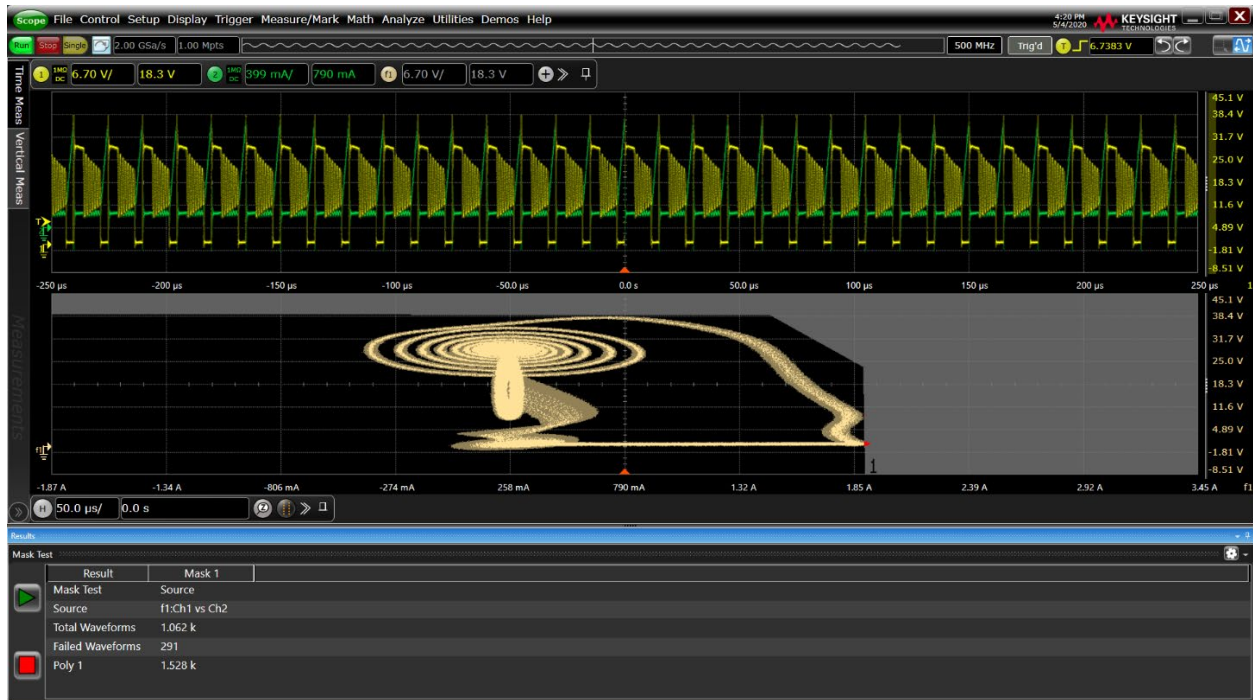 Scope File Control Setup Display Trigger Measure/Mark Math Analyze Utilities Demos Help
4:20 PM
5/4/2020
KEYSIGHT
TECHNOLOGIES
Run Stop Single 2.00 GSa/s 1.00 Mpts 500 MHz Trig'd T 6.7383 V
1 1MΩ DC 6.70 V/ 18.3 V 2 1MΩ DC 399 mA/ 790 mA f1 6.70 V/ 18.3 V
Time Meas
Vertical Meas
Measurements
45.1 V
38.4 V
31.7 V
25.0 V
18.3 V
11.6 V
4.89 V
-1.81 V
-8.51 V
T
-250 µs -200 µs -150 µs -100 µs -50.0 µs 0.0 s 50.0 µs 100 µs 150 µs 200 µs 250 µs 1
45.1 V
38.4 V
31.7 V
25.0 V
18.3 V
11.6 V
4.89 V
-1.81 V
-8.51 V
f1
1
-1.87 A -1.34 A -806 mA -274 mA 258 mA 790 mA 1.32 A 1.85 A 2.39 A 2.92 A 3.45 A f1
H 50.0 µs/ 0.0 s
Results
Mask Test
Result Mask 1
Mask Test Source
Source f1:Ch1 vs Ch2
Total Waveforms 1.062 k
Failed Waveforms 291
Poly 1 1.528 k